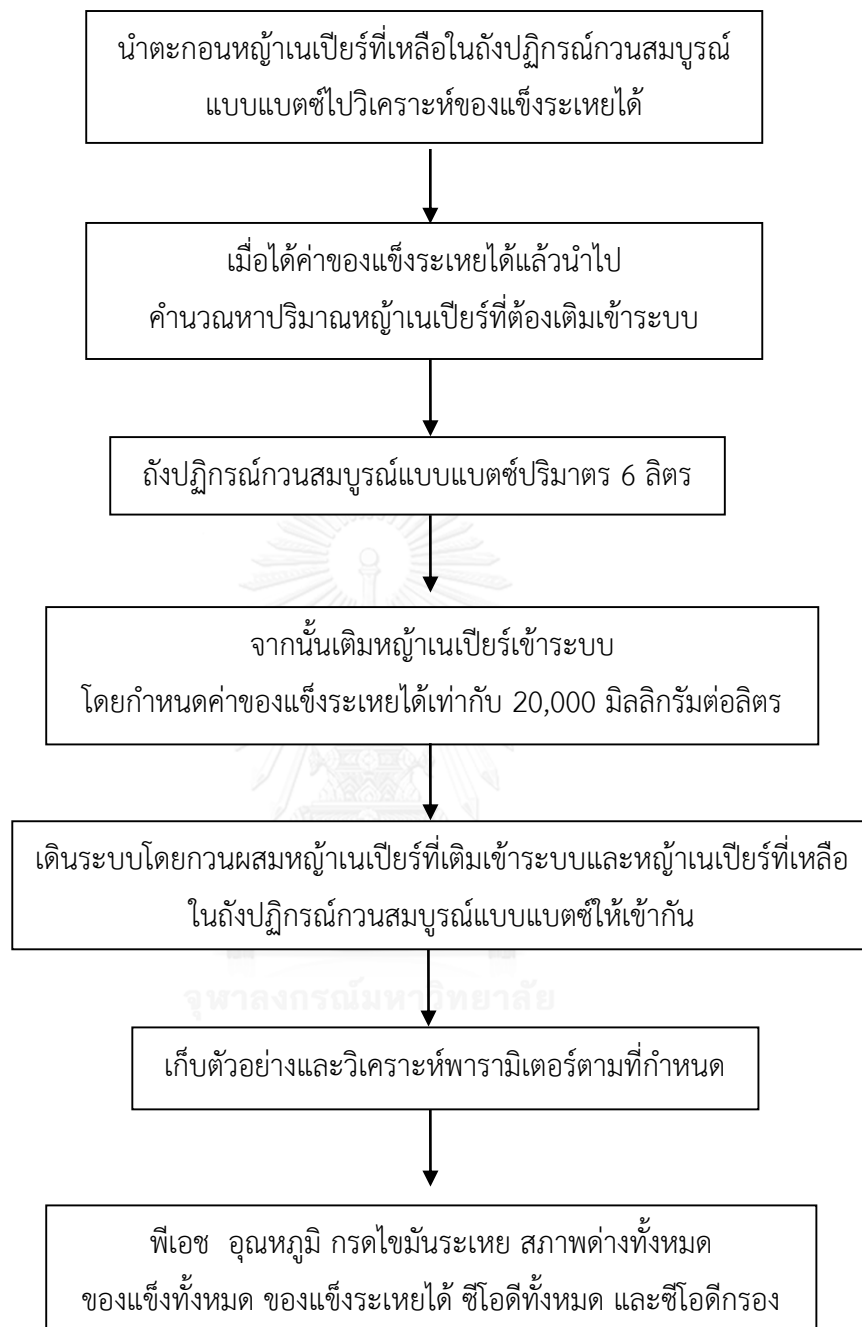 นำตะกอนหญ้าเนเปียร์ที่เหลือในถังปฏิกรณ์กวนสมบูรณ์
แบบแบตซ์ไปวิเคราะห์ของแข็งระเหยได้
เมื่อได้ค่าของแข็งระเหยได้แล้วนำไป
คำนวณหาปริมาณหญ้าเนเปียร์ที่ต้องเติมเข้าระบบ
ถังปฏิกรณ์กวนสมบูรณ์แบบแบตซ์ปริมาตร 6 ลิตร
จากนั้นเติมหญ้าเนเปียร์เข้าระบบ
โดยกำหนดค่าของแข็งระเหยได้เท่ากับ 20,000 มิลลิกรัมต่อลิตร
เดินระบบโดยกวนผสมหญ้าเนเปียร์ที่เติมเข้าระบบและหญ้าเนเปียร์ที่เหลือ
ในถังปฏิกรณ์กวนสมบูรณ์แบบแบตซ์ให้เข้ากัน
จุฬาลงกรณ์มหาวิทยาลัย
เก็บตัวอย่างและวิเคราะห์พารามิเตอร์ตามที่กำหนด
พีเอช อุณหภูมิ กรดไขมันระเหย สภาพด่างทั้งหมด
ของแข็งทั้งหมด ของแข็งระเหยได้ ซีโอดีทั้งหมด และซีโอดีกรอง